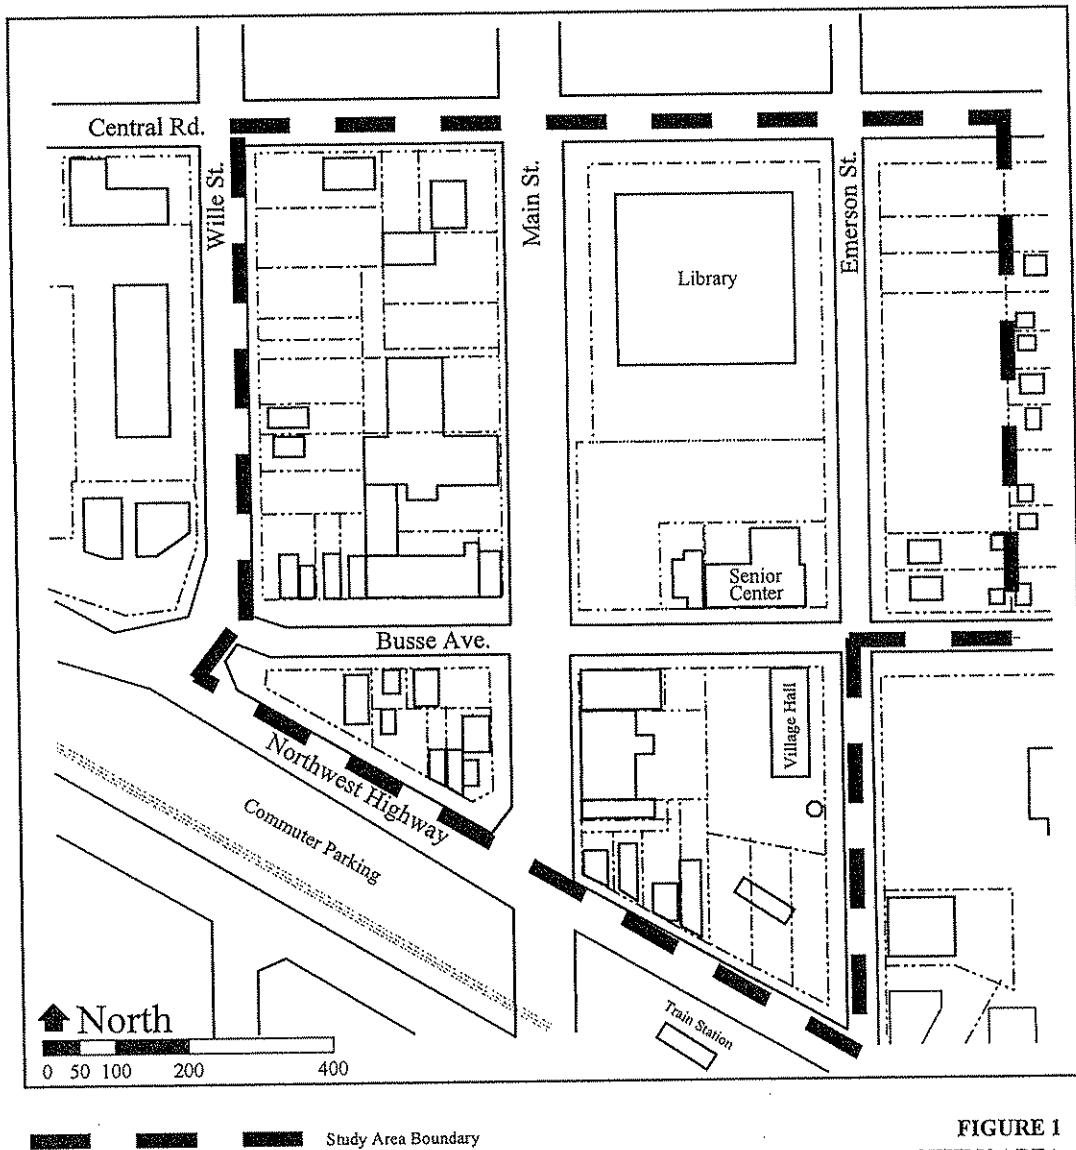 Central Rd.
Wille St.
Main St.
Emerson St.
Library
Senior
Center
Busse Ave.
Village Hall
Northwest Highway
Commuter Parking
Train Station
North
0 50 100 200 400
Study Area Boundary
FIGURE 1